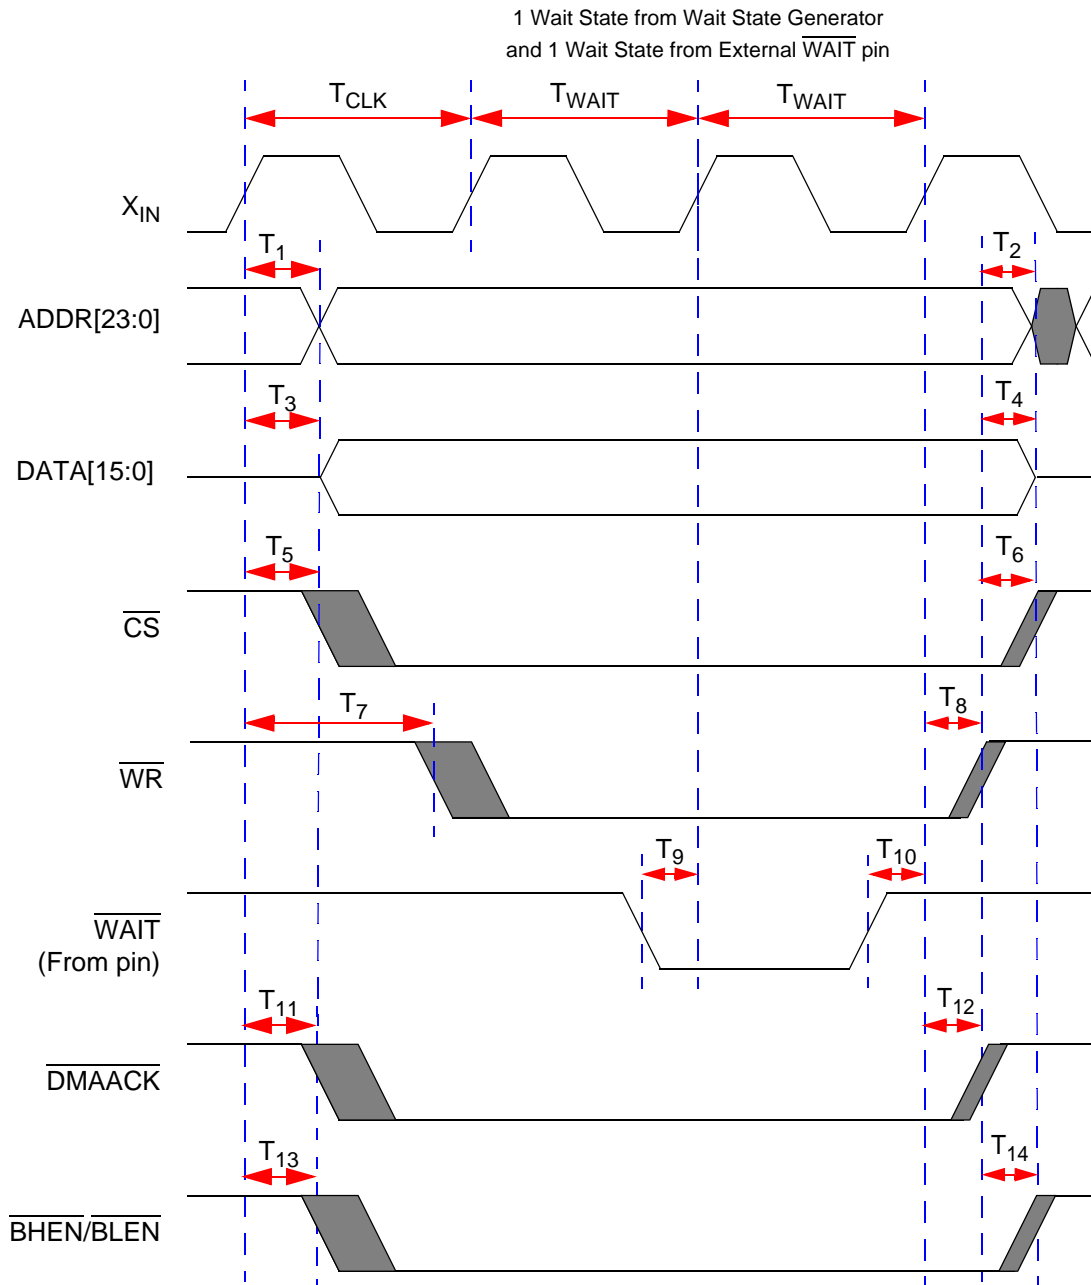 1 Wait State from Wait State Generator
and 1 Wait State from External WAIT pin
TCLK TWAIT TWAIT
XIN
T1 T2
ADDR[23:0]
T3 T4
DATA[15:0]
T5 T6
CS
T7 T8
WR
T9 T10
WAIT
(From pin)
T11 T12
DMAACK
T13 T14
BHEN/BLEN